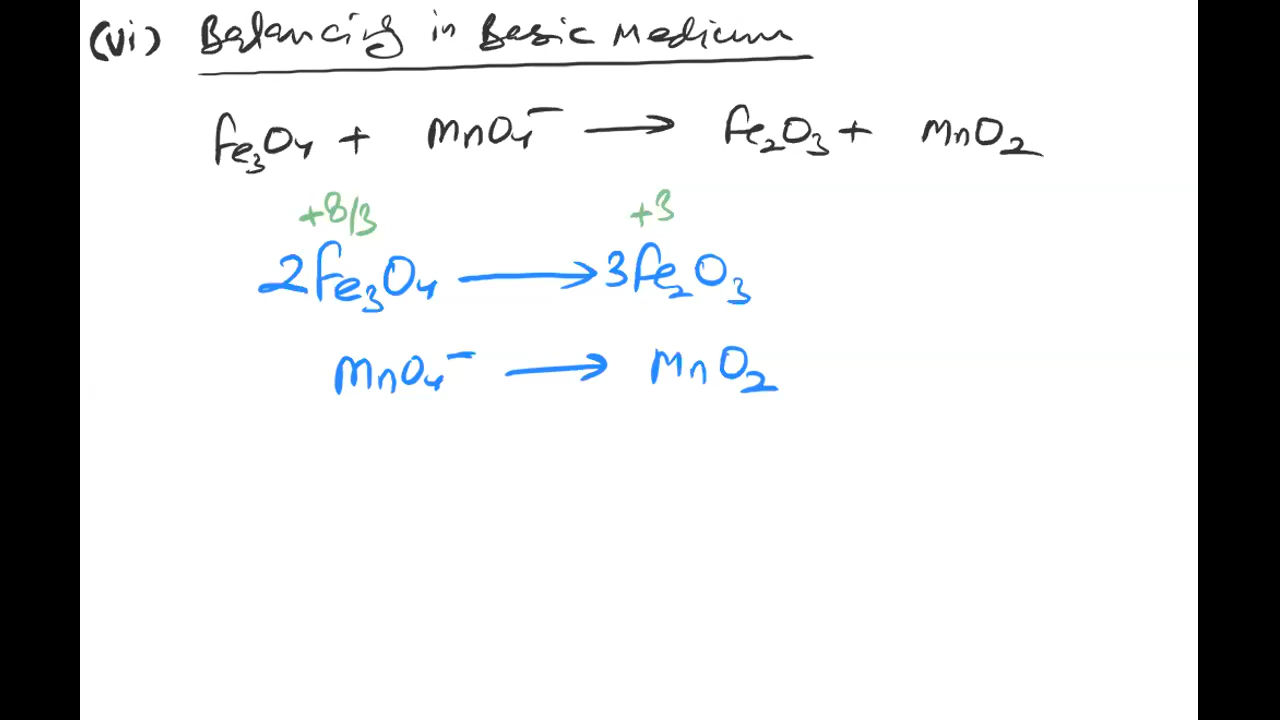 (vi) Balancing in Basic Medium
Fe₃O₄ + MnO₄⁻ ⟶ Fe₂O₃ + MnO₂
+8/3 +3
2Fe₃O₄ ⟶ 3Fe₂O₃
MnO₄⁻ ⟶ MnO₂